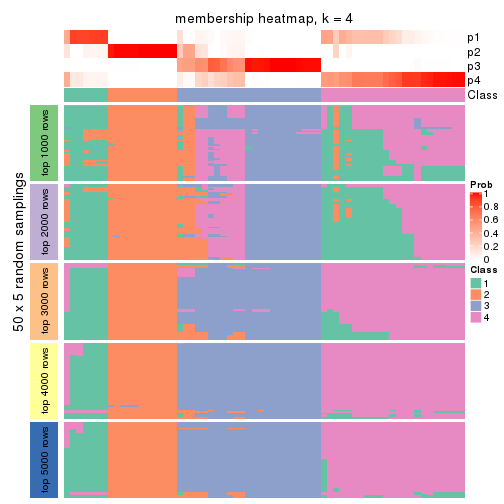 membership heatmap, k = 4
p1
p2
p3
p4
Class
50 x 5 random samplings
top 1000 rows
top 2000 rows
top 3000 rows
top 4000 rows
top 5000 rows
Prob
1
0.8
0.6
0.4
0.2
0
Class
1
2
3
4